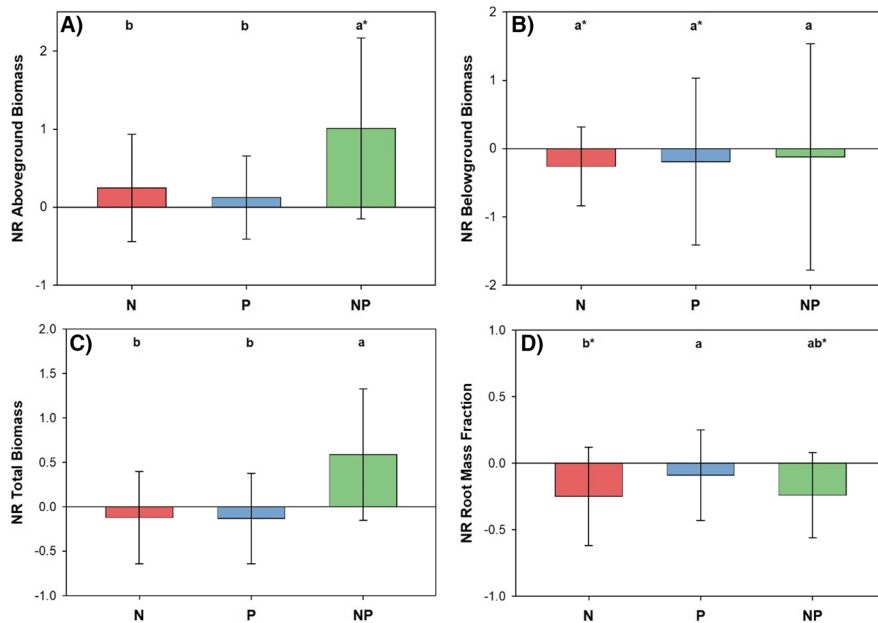 A)
b b a*
NR Aboveground Biomass
2
1
0
-1
N P NP
B)
a* a* a
NR Belowground Biomass
2
1
0
-1
-2
N P NP
C)
b b a
NR Total Biomass
2.0
1.5
1.0
0.5
0.0
-0.5
-1.0
N P NP
D)
b* a ab*
NR Root Mass Fraction
1.0
0.5
0.0
-0.5
-1.0
N P NP